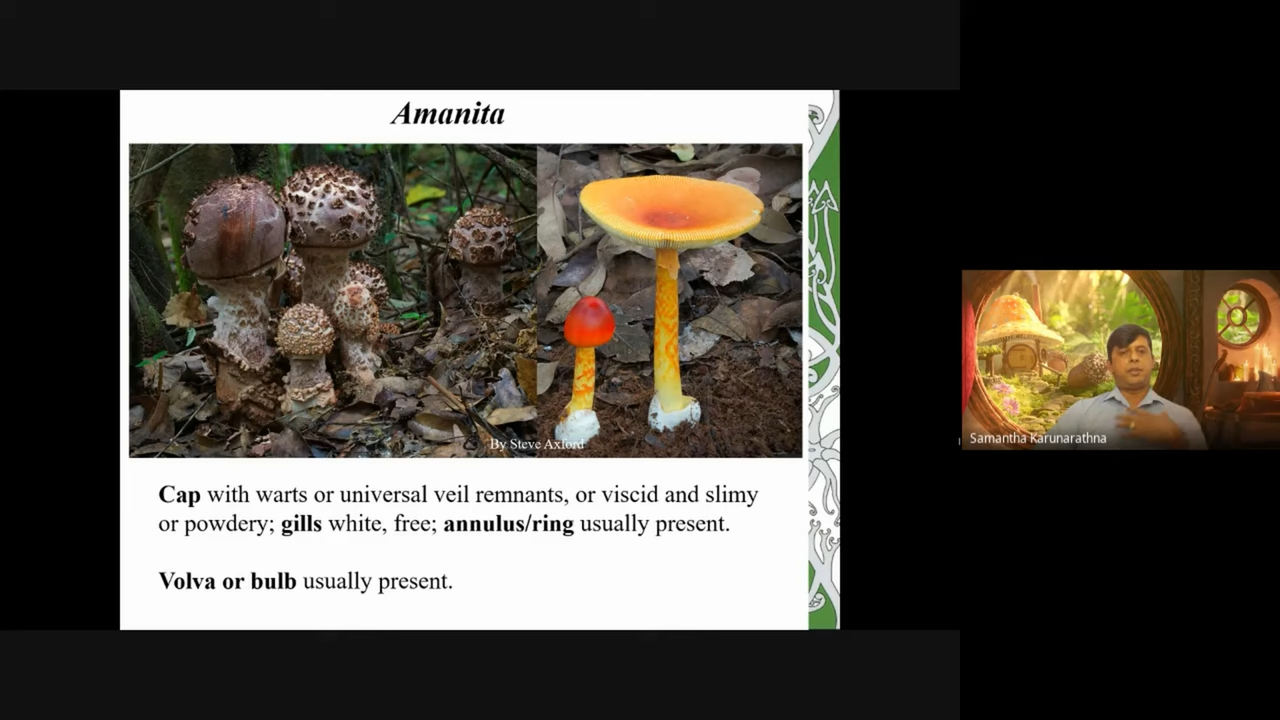 Amanita
By Steve Axford
Cap with warts or universal veil remnants, or viscid and slimy
or powdery; gills white, free; annulus/ring usually present.
Volva or bulb usually present.
Samantha Karunarathna